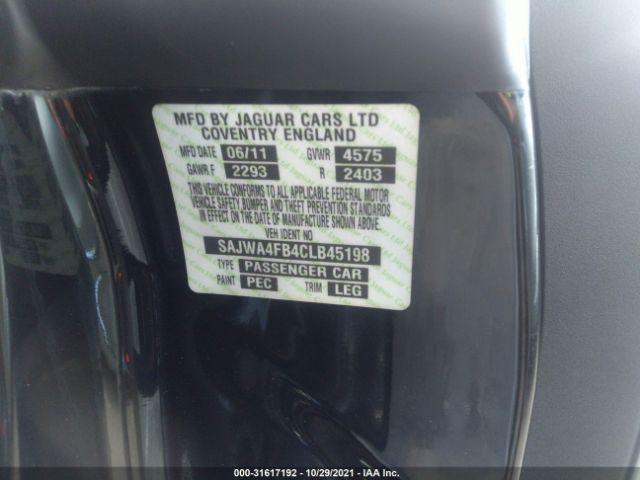 MFD BY JAGUAR CARS LTD
COVENTRY ENGLAND
MFD DATE 06/11 GVWR 4575
GAWR F 2293 R 2403
THIS VEHICLE CONFORMS TO ALL APPLICABLE FEDERAL MOTOR
VEHICLE SAFETY BUMPER AND THEFT PREVENTION STANDARDS
IN EFFECT ON THE DATE OF MANUFACTURE SHOWN ABOVE.
VEH IDENT NO
SAJWA4FB4CLB45198
TYPE PASSENGER CAR
PAINT PEC TRIM LEG
000-31617192 - 10/29/2021 - IAA Inc.